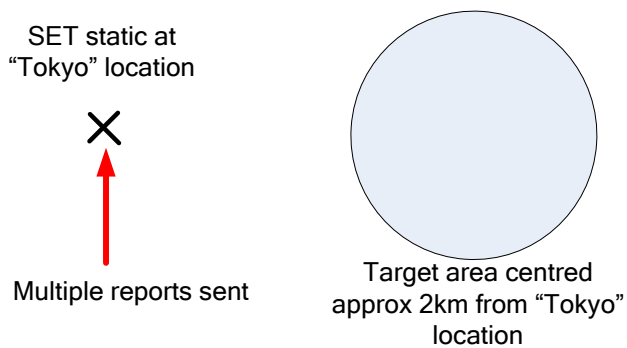 SET static at
“Tokyo” location
Multiple reports sent
Target area centred
approx 2km from “Tokyo”
location